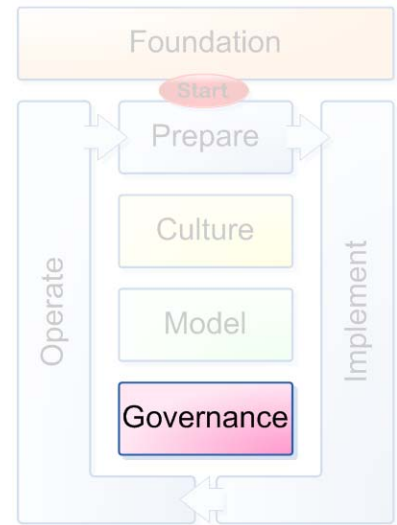 Foundation
Start
Prepare
Culture
Operate
Implement
Model
Governance